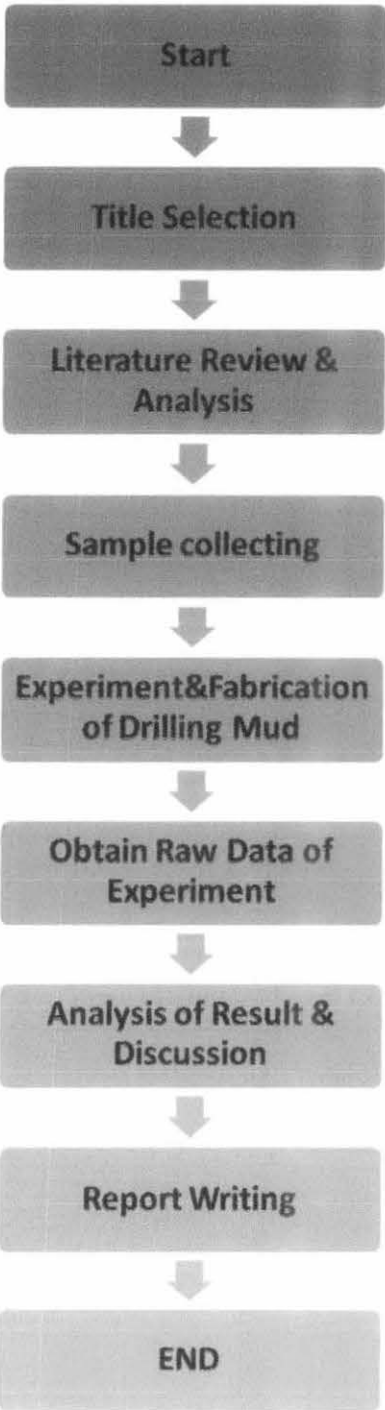 Start
Title Selection
Literature Review &
Analysis
Sample collecting
Experiment&Fabrication
of Drilling Mud
Obtain Raw Data of
Experiment
Analysis of Result &
Discussion
Report Writing
END